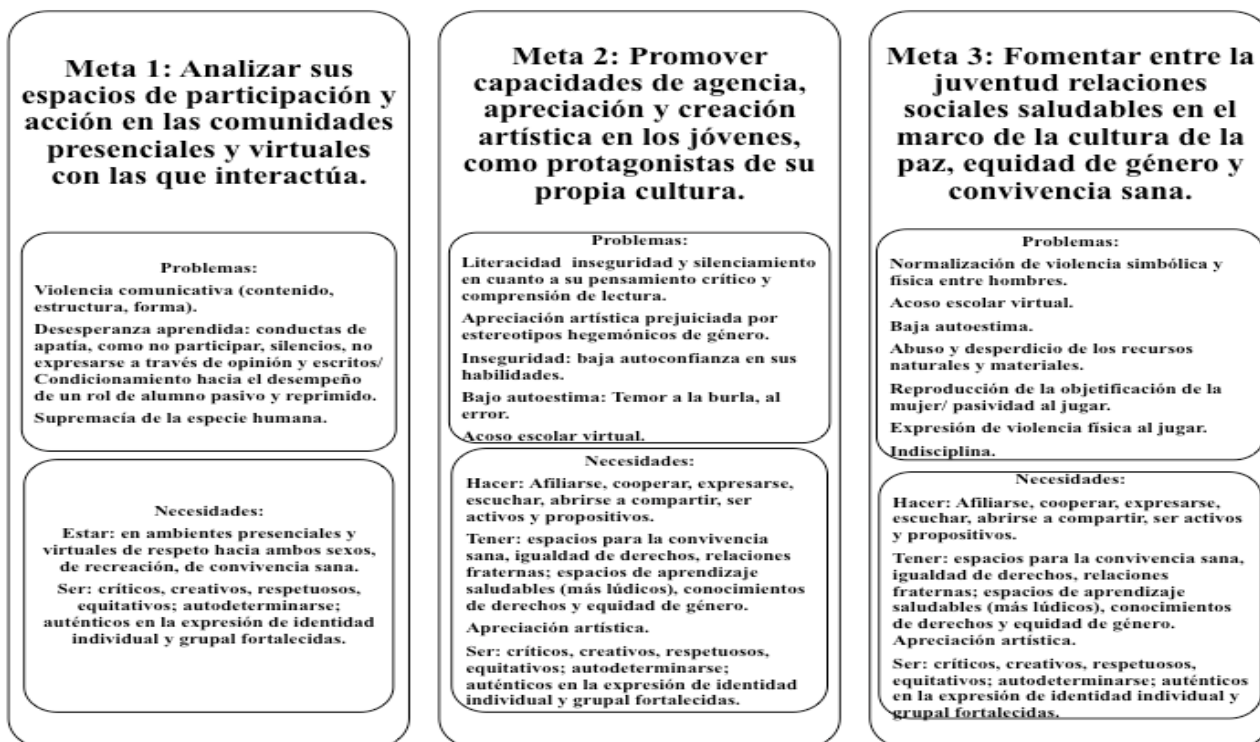 Meta 1: Analizar sus
espacios de participación y
acción en las comunidades
presenciales y virtuales
con las que interactúa.
Problemas:
Violencia comunicativa (contenido,
estructura, forma).
Desesperanza aprendida: conductas de
apatía, como no participar, silencios, no
expresarse a través de opinión y escritos/
Condicionamiento hacia el desempeño
de un rol de alumno pasivo y reprimido.
Supremacía de la especie humana.
Necesidades:
Estar: en ambientes presenciales y
virtuales de respeto hacia ambos sexos,
de recreación, de convivencia sana.
Ser: críticos, creativos, respetuosos,
equitativos; autodeterminarse;
auténticos en la expresión de identidad
individual y grupal fortalecidas.
Meta 2: Promover
capacidades de agencia,
apreciación y creación
artística en los jóvenes,
como protagonistas de su
propia cultura.
Problemas:
Literacidad inseguridad y silenciamiento
en cuanto a su pensamiento crítico y
comprensión de lectura.
Apreciación artística prejuiciada por
estereotipos hegemónicos de género.
Inseguridad: baja autoconfianza en sus
habilidades.
Bajo autoestima: Temor a la burla, al
error.
Acoso escolar virtual.
Necesidades:
Hacer: Afiliarse, cooperar, expresarse,
escuchar, abrirse a compartir, ser
activos y propositivos.
Tener: espacios para la convivencia
sana, igualdad de derechos, relaciones
fraternas; espacios de aprendizaje
saludables (más lúdicos), conocimientos
de derechos y equidad de género.
Apreciación artística.
Ser: críticos, creativos, respetuosos,
equitativos; autodeterminarse;
auténticos en la expresión de identidad
individual y grupal fortalecidas.
Meta 3: Fomentar entre la
juventud relaciones
sociales saludables en el
marco de la cultura de la
paz, equidad de género y
convivencia sana.
Problemas:
Normalización de violencia simbólica y
física entre hombres.
Acoso escolar virtual.
Baja autoestima.
Abuso y desperdicio de los recursos
naturales y materiales.
Reproducción de la objetificación de la
mujer/ pasividad al jugar.
Expresión de violencia física al jugar.
Indisciplina.
Necesidades:
Hacer: Afiliarse, cooperar, expresarse,
escuchar, abrirse a compartir, ser activos
y propositivos.
Tener: espacios para la convivencia sana,
igualdad de derechos, relaciones
fraternas; espacios de aprendizaje
saludables (más lúdicos), conocimientos
de derechos y equidad de género.
Apreciación artística.
Ser: críticos, creativos, respetuosos,
equitativos; autodeterminarse; auténticos
en la expresión de identidad individual y
grupal fortalecidas.